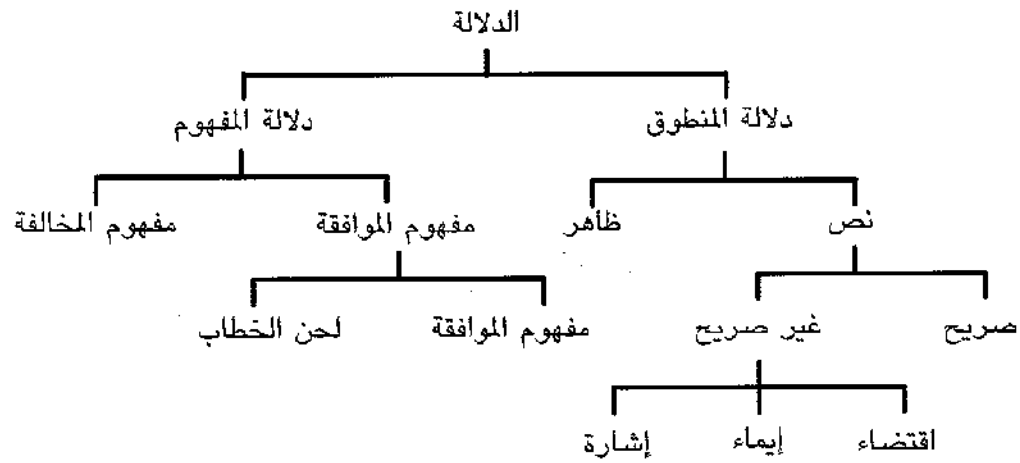 الدلالة
دلالة المنطوق دلالة المفهوم
نص ظاهر مفهوم الموافقة مفهوم المخالفة
صريح غير صريح مفهوم الموافقة لحن الخطاب
اقتضاء إيماء إشارة